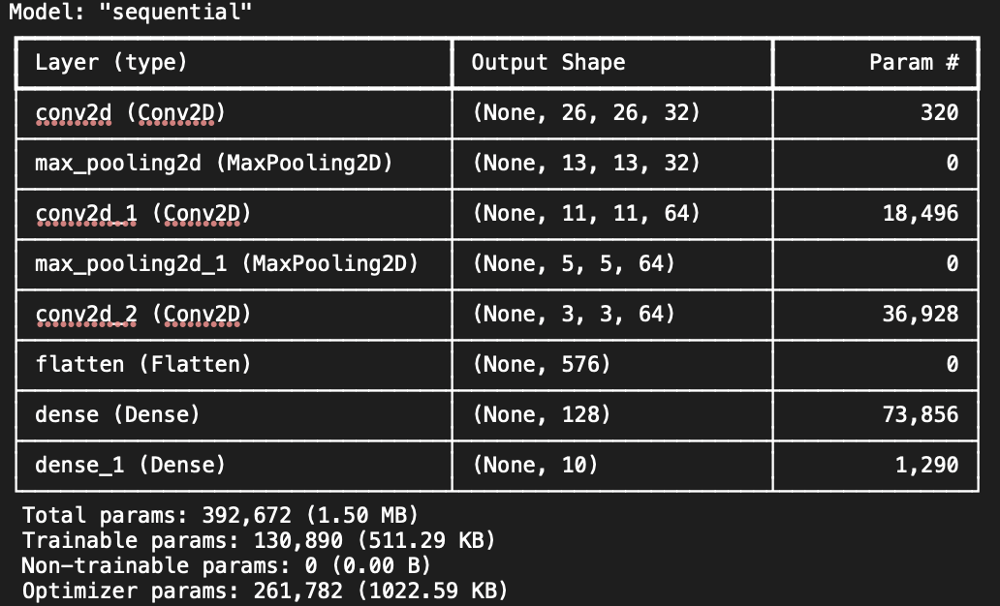 Model: "sequential"
Layer (type) Output Shape Param #
conv2d (Conv2D) (None, 26, 26, 32) 320
max_pooling2d (MaxPooling2D) (None, 13, 13, 32) 0
conv2d_1 (Conv2D) (None, 11, 11, 64) 18,496
max_pooling2d_1 (MaxPooling2D) (None, 5, 5, 64) 0
conv2d_2 (Conv2D) (None, 3, 3, 64) 36,928
flatten (Flatten) (None, 576) 0
dense (Dense) (None, 128) 73,856
dense_1 (Dense) (None, 10) 1,290
Total params: 392,672 (1.50 MB)
Trainable params: 130,890 (511.29 KB)
Non-trainable params: 0 (0.00 B)
Optimizer params: 261,782 (1022.59 KB)